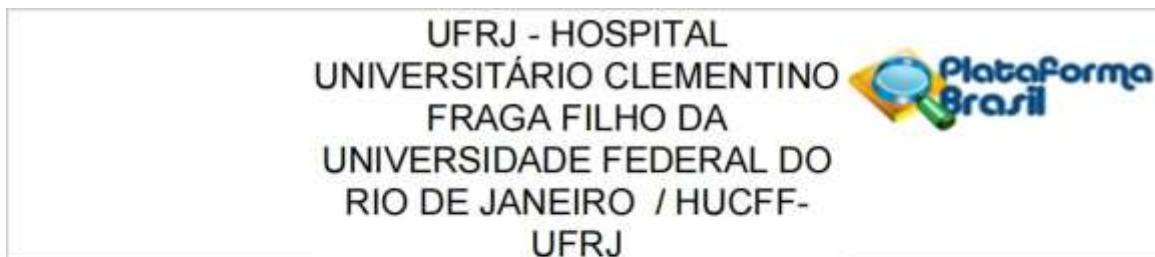 UFRJ - HOSPITAL
UNIVERSITÁRIO CLEMENTINO
FRAGA FILHO DA
UNIVERSIDADE FEDERAL DO
RIO DE JANEIRO / HUCFF-
UFRJ
Plataforma
Brasil